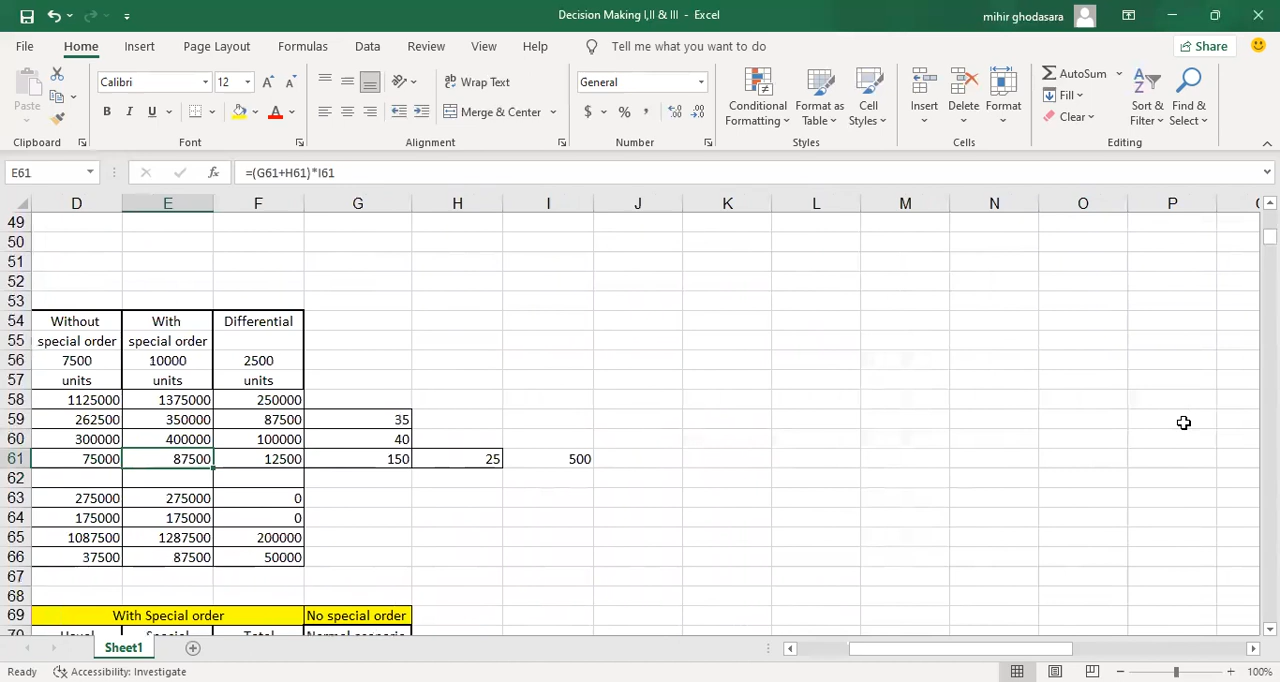 Decision Making I,II & III - Excel
mihir ghodasara
File Home Insert Page Layout Formulas Data Review View Help Tell me what you want to do Share
Paste
Calibri 12
B I U
Wrap Text
Merge & Center
General
$ % ,
Conditional Formatting
Format as Table
Cell Styles
Insert
Delete
Format
AutoSum
Fill
Clear
Sort & Filter
Find & Select
Clipboard Font Alignment Number Styles Cells Editing
E61 fx =(G61+H61)*I61
D E F G H I J K L M N O P
49
50
51
52
53
54 Without With Differential
55 special order special order
56 7500 10000 2500
57 units units units
58 1125000 1375000 250000
59 262500 350000 87500 35
60 300000 400000 100000 40
61 75000 87500 12500 150 25 500
62
63 275000 275000 0
64 175000 175000 0
65 1087500 1287500 200000
66 37500 87500 50000
67
68
69 With Special order No special order
70 Usual Special Total
Sheet1
Ready Accessibility: Investigate 100%